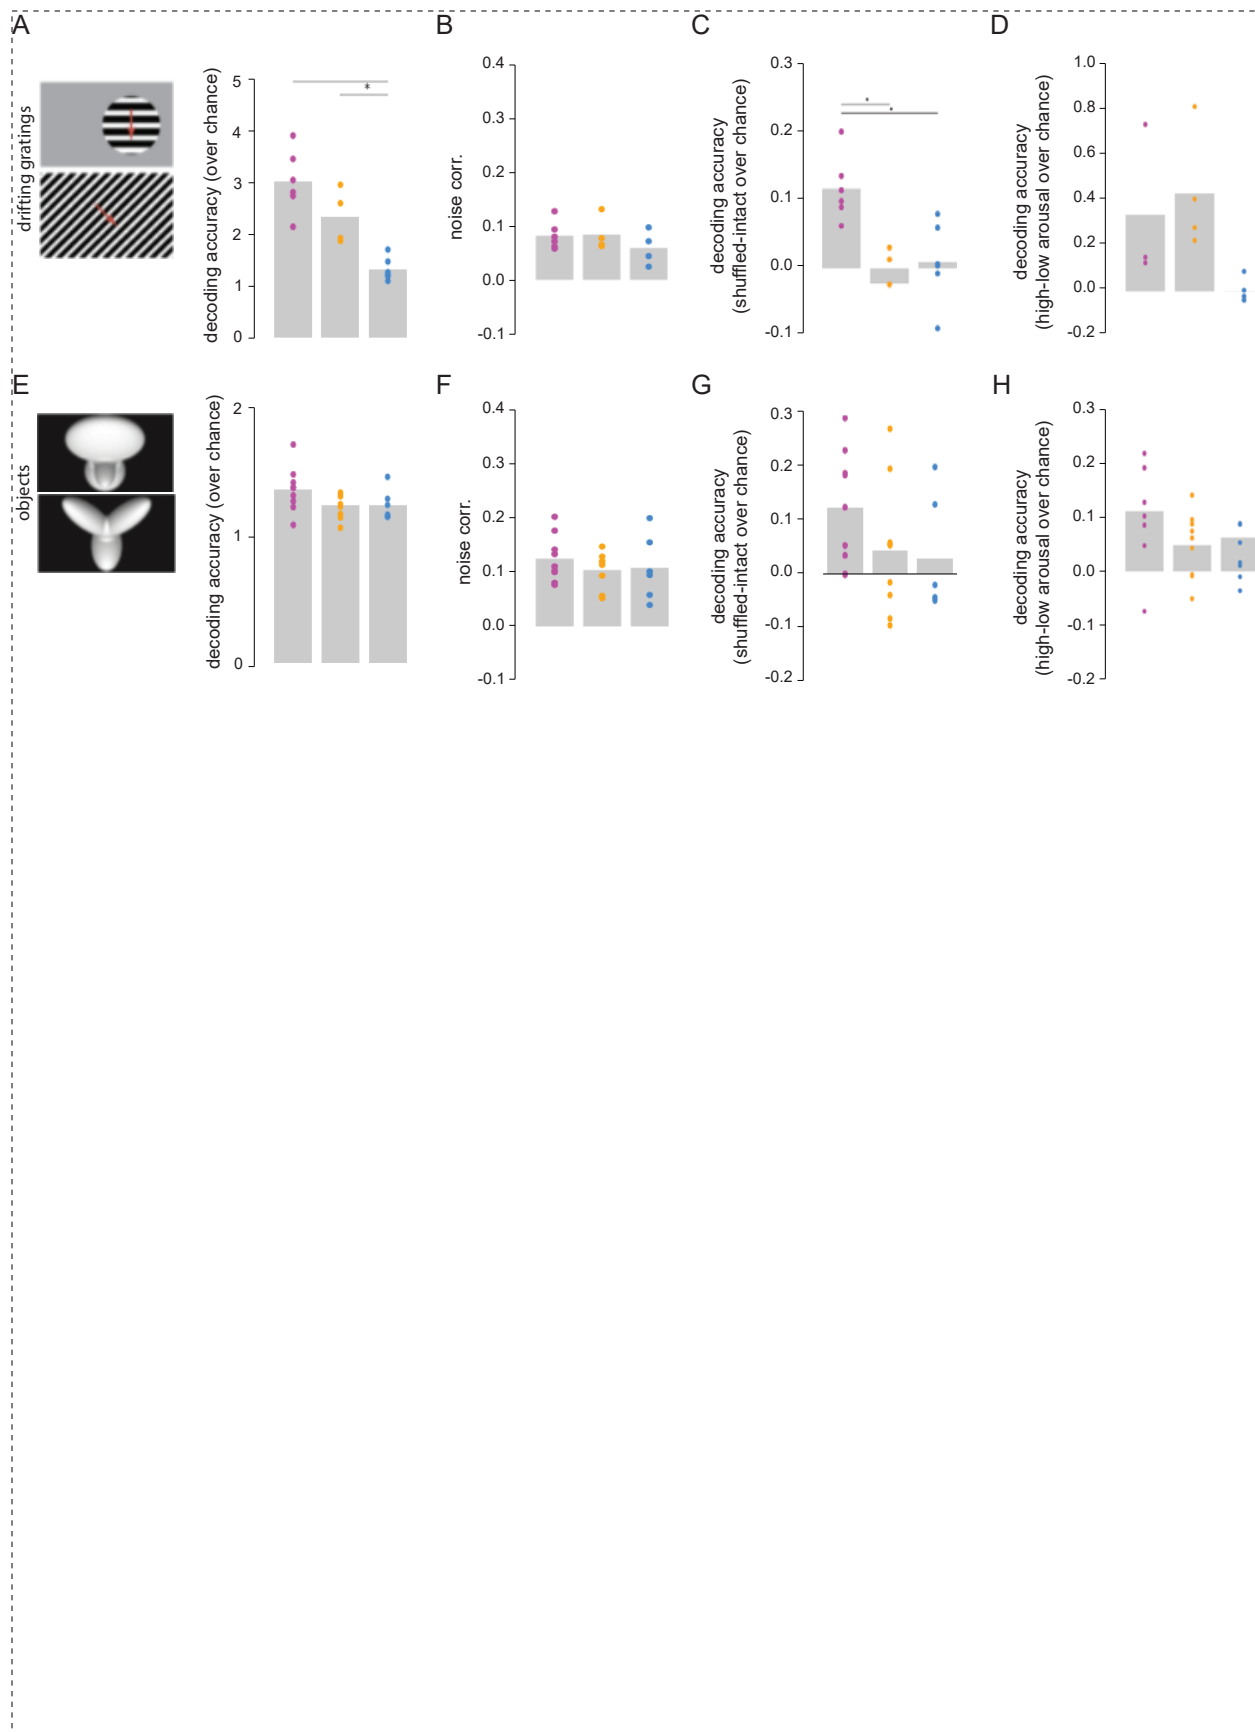 A
drifting gratings
decoding accuracy (over chance)
5
4
3
2
1
0
*
B
noise corr.
0.4
0.3
0.2
0.1
0.0
-0.1
C
decoding accuracy
(shuffled-intact over chance)
0.3
0.2
0.1
0.0
-0.1
*
*
D
decoding accuracy
(high-low arousal over chance)
1.0
0.8
0.6
0.4
0.2
0.0
-0.2
E
objects
decoding accuracy (over chance)
2
1
0
F
noise corr.
0.4
0.3
0.2
0.1
0.0
-0.1
G
decoding accuracy
(shuffled-intact over chance)
0.3
0.2
0.1
0.0
-0.1
-0.2
H
decoding accuracy
(high-low arousal over chance)
0.3
0.2
0.1
0.0
-0.1
-0.2